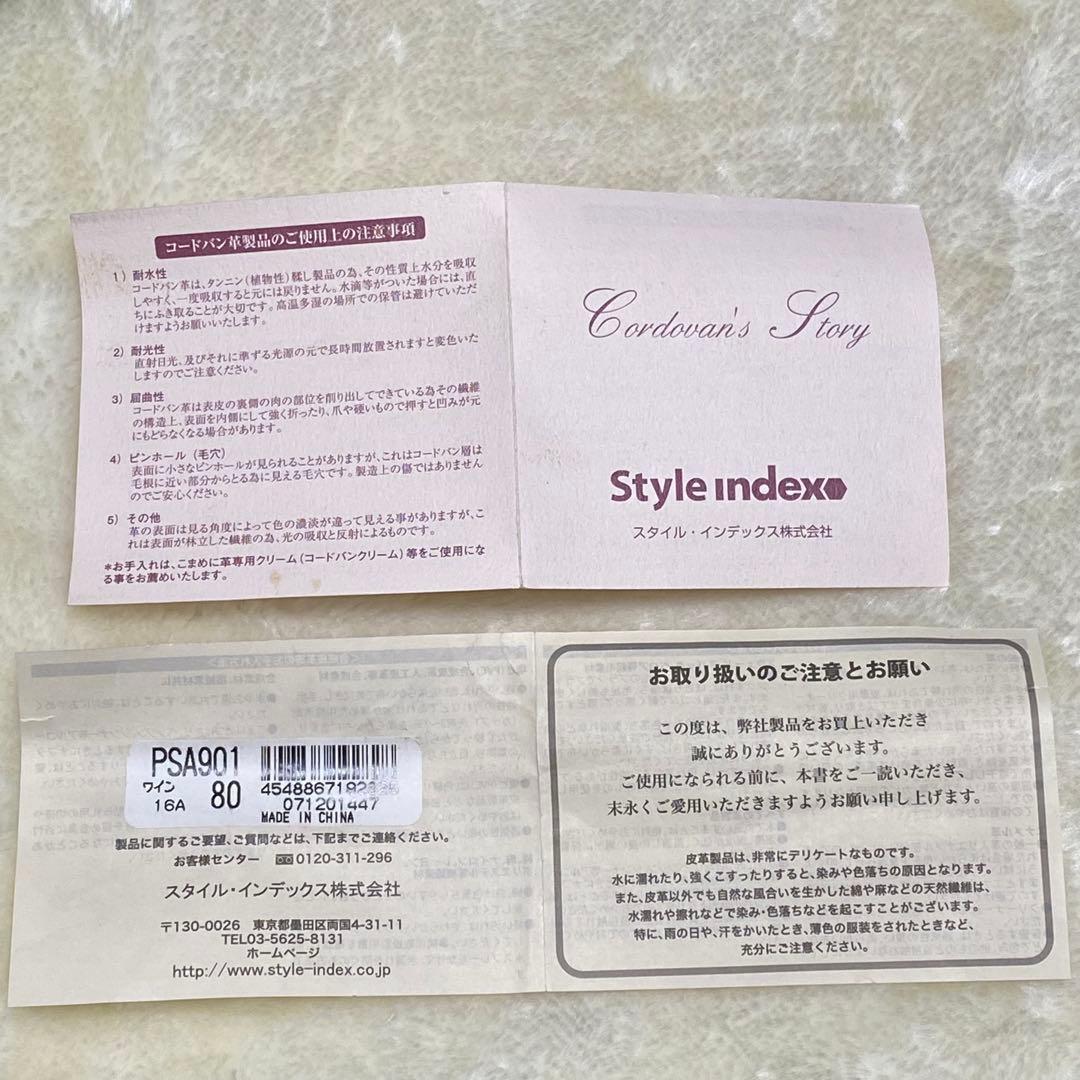 コードバン革製品のご使用上の注意事項
1）耐水性
コードバン革は、タンニン（植物性）鞣し製品の為、その性質上水分を吸収
しやすく、一度吸収すると元には戻りません。水滴等がついた場合には、直
ちにふき取ることが大切です。高温多湿の場所での保管は避けていただ
けますようお願いいたします。
2）耐光性
直射日光、及びそれに準ずる光源の元で長時間放置されますと変色いた
しますのでご注意ください。
3）屈曲性
コードバン革は表皮の裏側の肉の部位を削り出してできている為その繊維
の構造上、表面を内側にして強く折ったり、爪や硬いもので押すと凹みが元
にもどらなくなる場合があります。
4）ピンホール（毛穴）
表面に小さなピンホールが見られることがありますが、これはコードバン層は
毛根に近い部分からとる為に見える毛穴です。製造上の傷ではありません
のでご安心ください。
5）その他
革の表面は見る角度によって色の濃淡が違って見える事がありますが、こ
れは表面が林立した繊維の為、光の吸収と反射によるものです。
＊お手入れは、こまめに革専用クリーム（コードバンクリーム）等をご使用にな
る事をお薦めいたします。
Cordovan's Story
Style index
スタイル・インデックス株式会社
PSA901
ワイン
16A 80
071201447
MADE IN CHINA
製品に関するご要望、ご質問などは、下記までご連絡ください。
お客様センター 0120-311-296
スタイル・インデックス株式会社
〒130-0026 東京都墨田区両国4-31-11
TEL03-5625-8131
ホームページ
http://www.style-index.co.jp
お取り扱いのご注意とお願い
この度は、弊社製品をお買上いただき
誠にありがとうございます。
ご使用になられる前に、本書をご一読いただき、
末永くご愛用いただきますようお願い申し上げます。
皮革製品は、非常にデリケートなものです。
水に濡れたり、強くこすったりすると、染みや色落ちの原因となります。
また、皮革以外でも自然な風合いを生かした綿や麻などの天然繊維は、
水濡れや擦れなどで染み・色落ちなどを起こすことがございます。
特に、雨の日や、汗をかいたとき、薄色の服装をされたときなど、
充分にご注意ください。